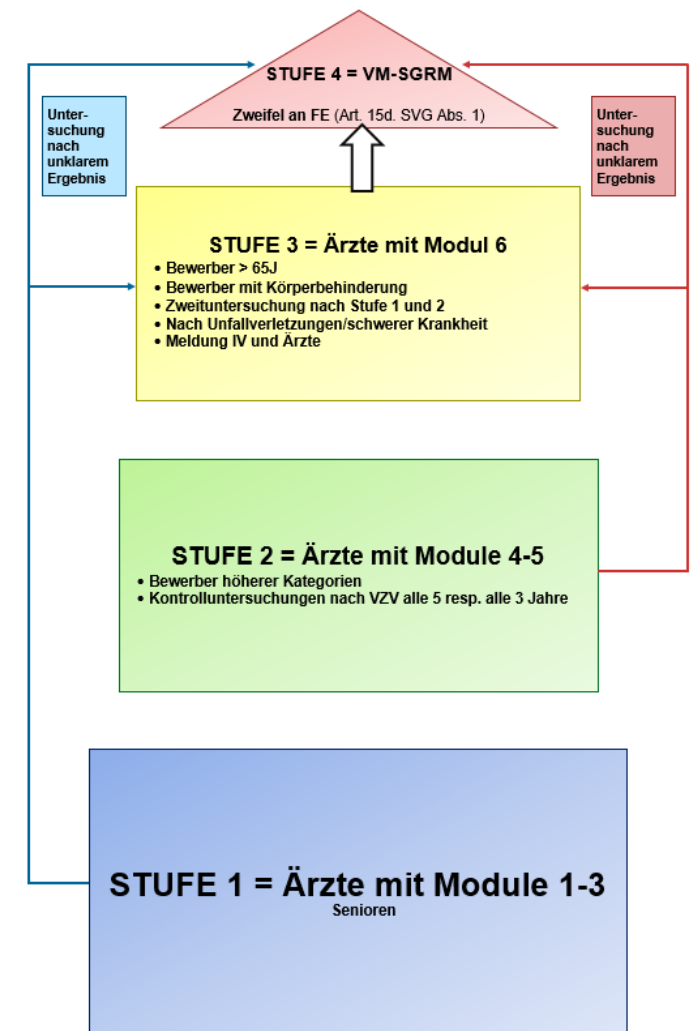 STUFE 4 = VM-SGRM
Zweifel an FE (Art. 15d. SVG Abs. 1)
Unter-
suchung
nach
unklarem
Ergebnis
Unter-
suchung
nach
unklarem
Ergebnis
STUFE 3 = Ärzte mit Modul 6
• Bewerber > 65J
• Bewerber mit Körperbehinderung
• Zweituntersuchung nach Stufe 1 und 2
• Nach Unfallverletzungen/schwerer Krankheit
• Meldung IV und Ärzte
STUFE 2 = Ärzte mit Module 4-5
• Bewerber höherer Kategorien
• Kontrolluntersuchungen nach VZV alle 5 resp. alle 3 Jahre
STUFE 1 = Ärzte mit Module 1-3
Senioren